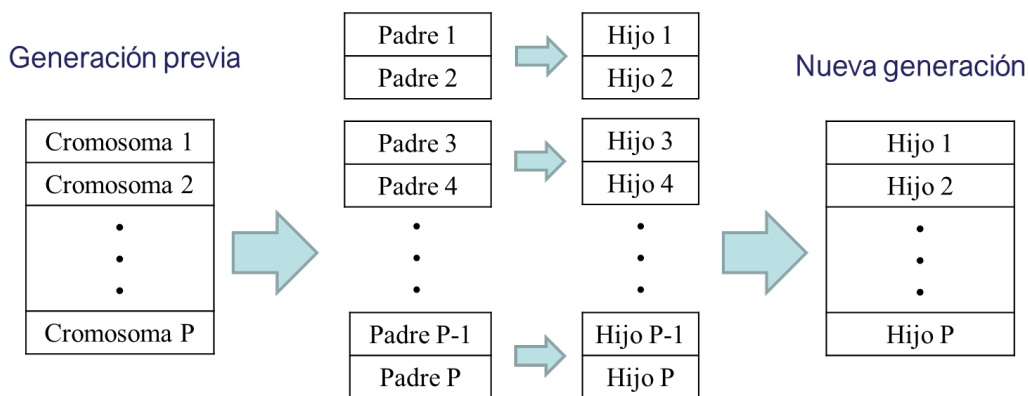 Generación previa
Cromosoma 1
Cromosoma 2
Cromosoma P
Padre 1
Padre 2
Padre 3
Padre 4
Padre P-1
Padre P
Hijo 1
Hijo 2
Hijo 3
Hijo 4
Hijo P-1
Hijo P
Nueva generación
Hijo 1
Hijo 2
Hijo P